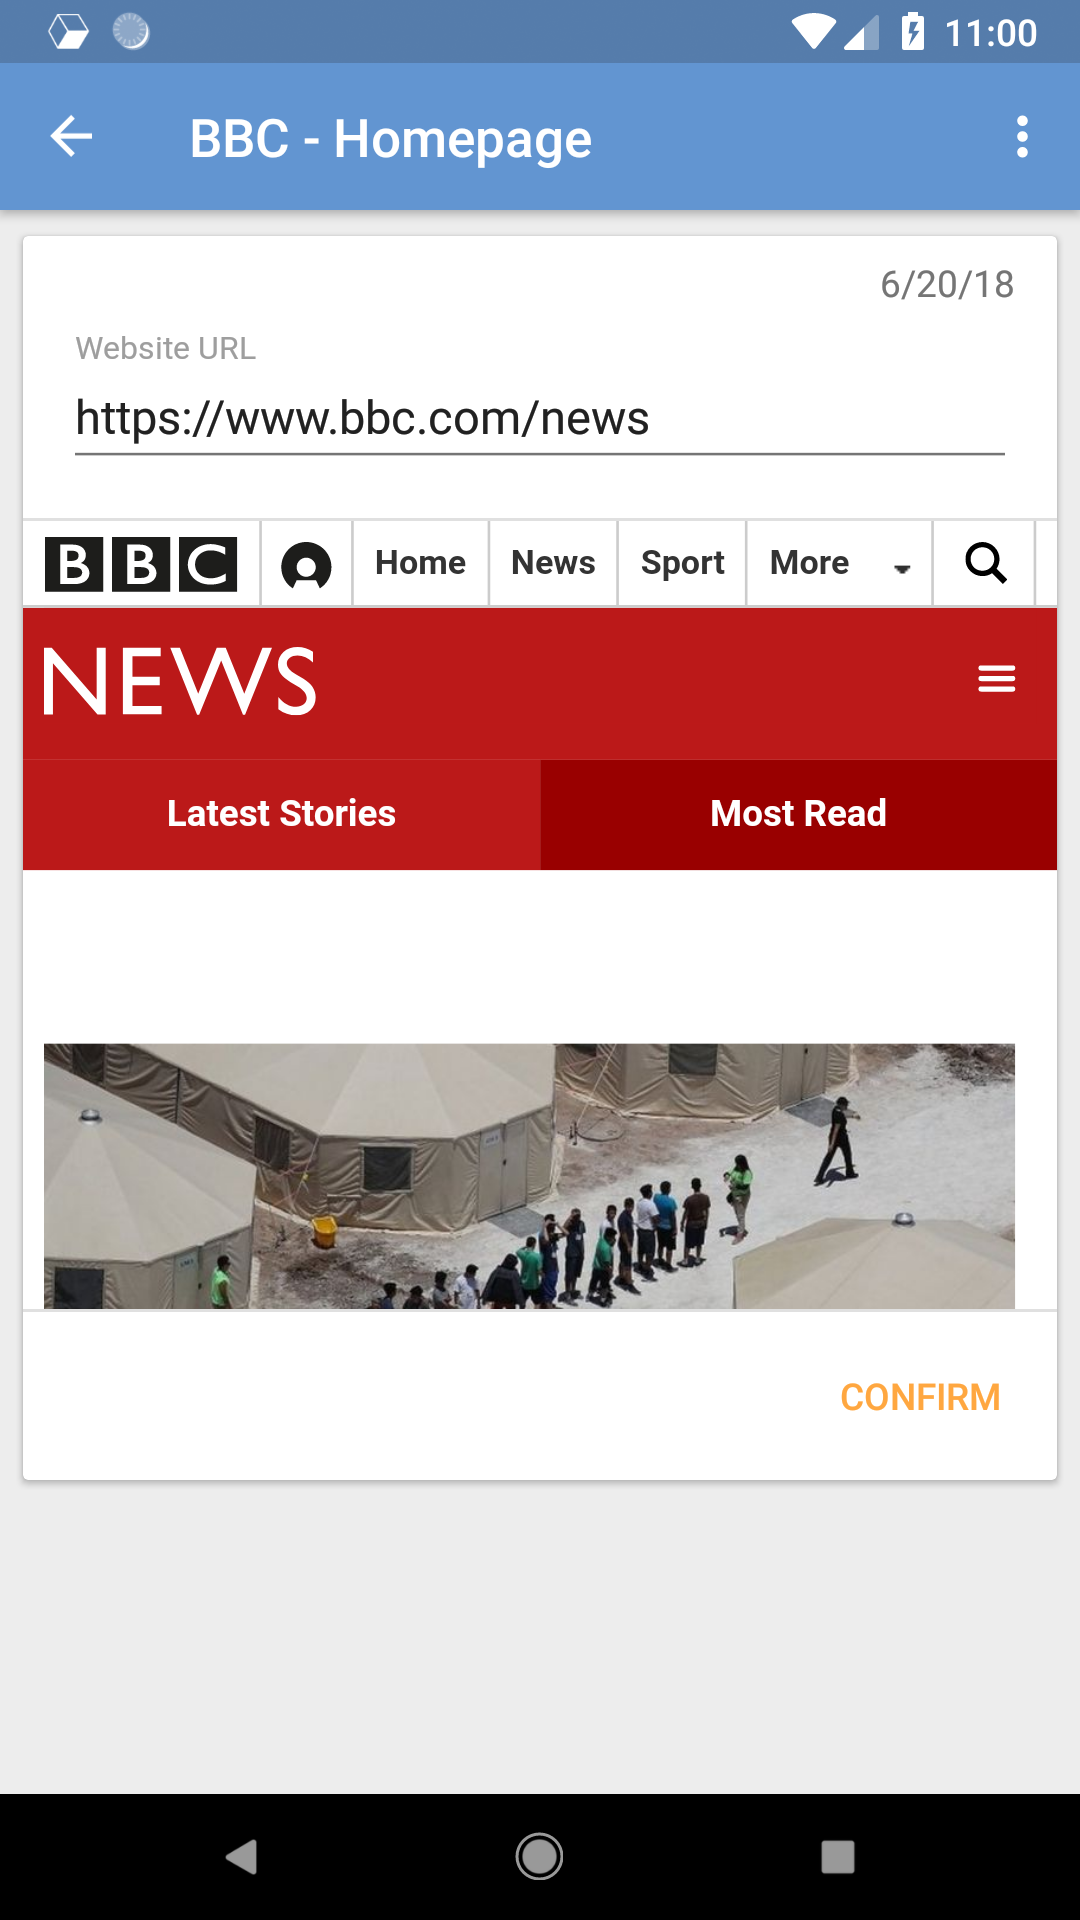 11:00
BBC - Homepage
6/20/18
Website URL
https://www.bbc.com/news
BBC Home News Sport More
NEWS
Latest Stories Most Read
CONFIRM